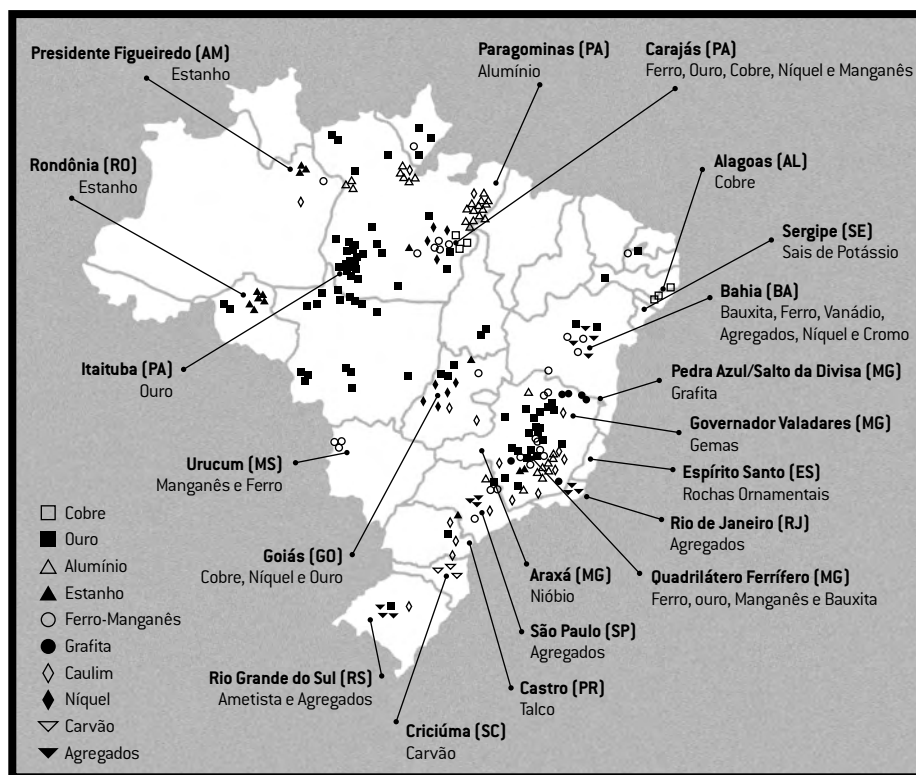 Presidente Figueiredo (AM)
Estanho
Paragominas (PA)
Alumínio
Carajás (PA)
Ferro, Ouro, Cobre, Níquel e Manganês
Rondônia (RO)
Estanho
Alagoas (AL)
Cobre
Sergipe (SE)
Sais de Potássio
Bahia (BA)
Bauxita, Ferro, Vanádio,
Agregados, Níquel e Cromo
Itaituba (PA)
Ouro
Pedra Azul/Salto da Divisa (MG)
Grafita
Governador Valadares (MG)
Gemas
Urucum (MS)
Manganês e Ferro
Espírito Santo (ES)
Rochas Ornamentais
Rio de Janeiro (RJ)
Agregados
Goiás (GO)
Cobre, Níquel e Ouro
Araxá (MG)
Nióbio
Quadrilátero Ferrífero (MG)
Ferro, ouro, Manganês e Bauxita
São Paulo (SP)
Agregados
Rio Grande do Sul (RS)
Ametista e Agregados
Castro (PR)
Talco
Criciúma (SC)
Carvão
Cobre
Ouro
Alumínio
Estanho
Ferro-Manganês
Grafita
Caulim
Níquel
Carvão
Agregados